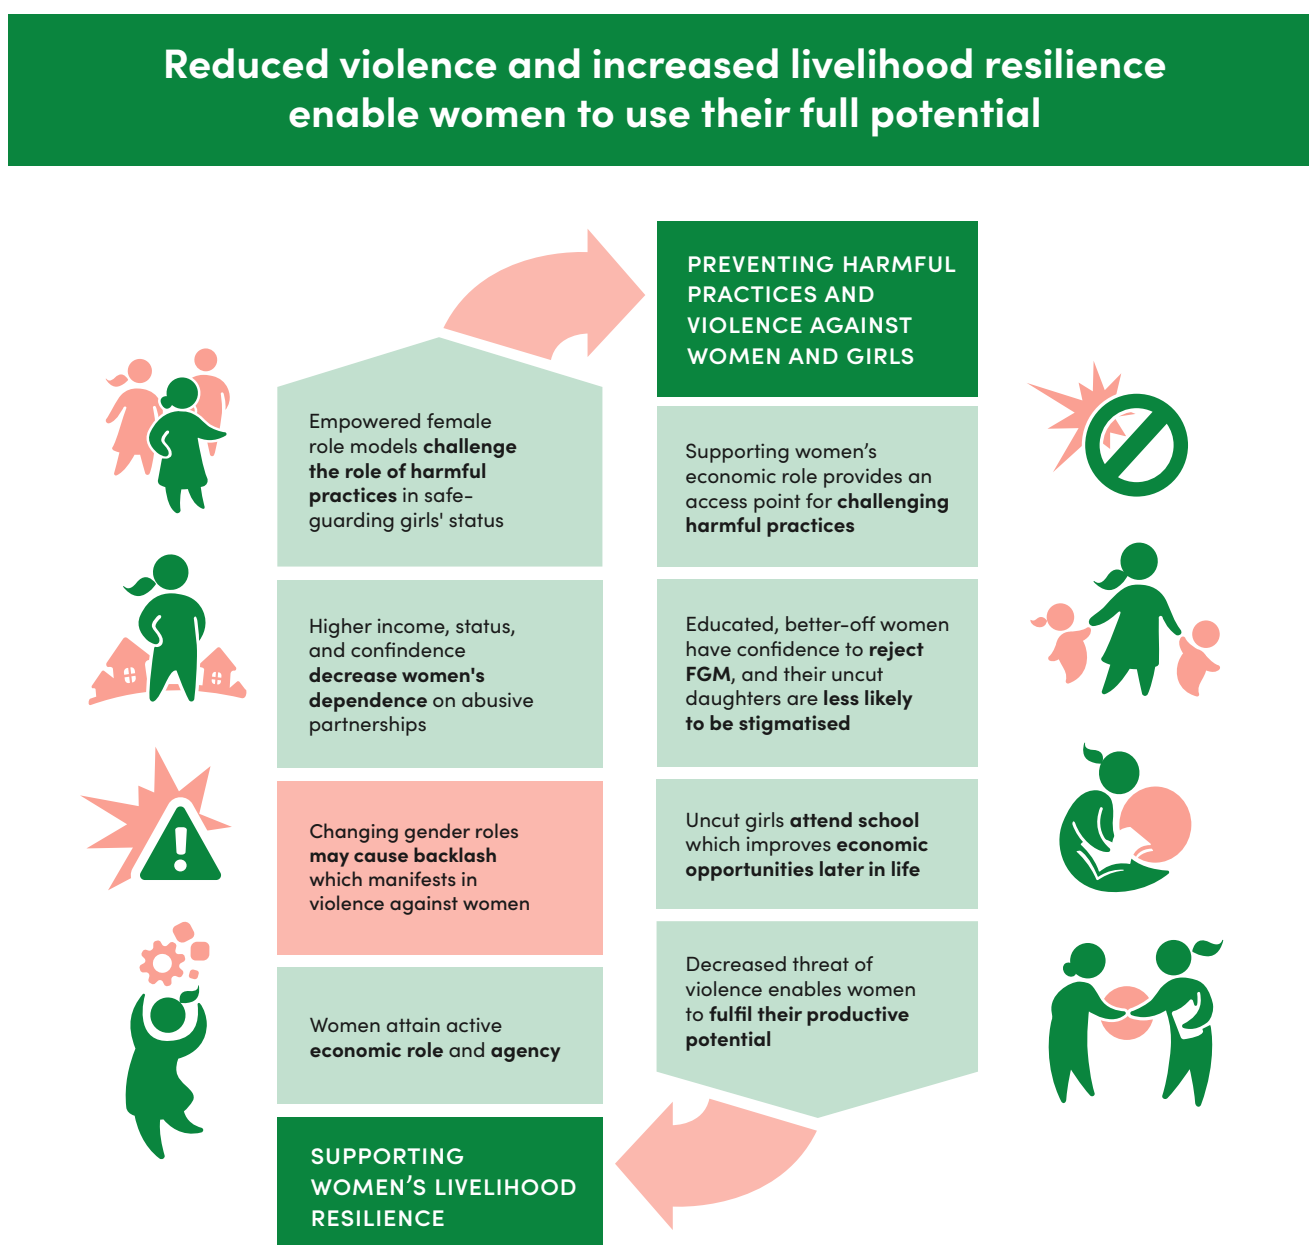 Reduced violence and increased livelihood resilience
enable women to use their full potential
PREVENTING HARMFUL
PRACTICES AND
VIOLENCE AGAINST
WOMEN AND GIRLS
Supporting women’s
economic role provides an
access point for challenging
harmful practices
Educated, better-off women
have confidence to reject
FGM, and their uncut
daughters are less likely
to be stigmatised
Uncut girls attend school
which improves economic
opportunities later in life
Decreased threat of
violence enables women
to fulfil their productive
potential
SUPPORTING
WOMEN’S LIVELIHOOD
RESILIENCE
Women attain active
economic role and agency
Changing gender roles
may cause backlash
which manifests in
violence against women
Higher income, status,
and confindence
decrease women's
dependence on abusive
partnerships
Empowered female
role models challenge
the role of harmful
practices in safe-
guarding girls' status